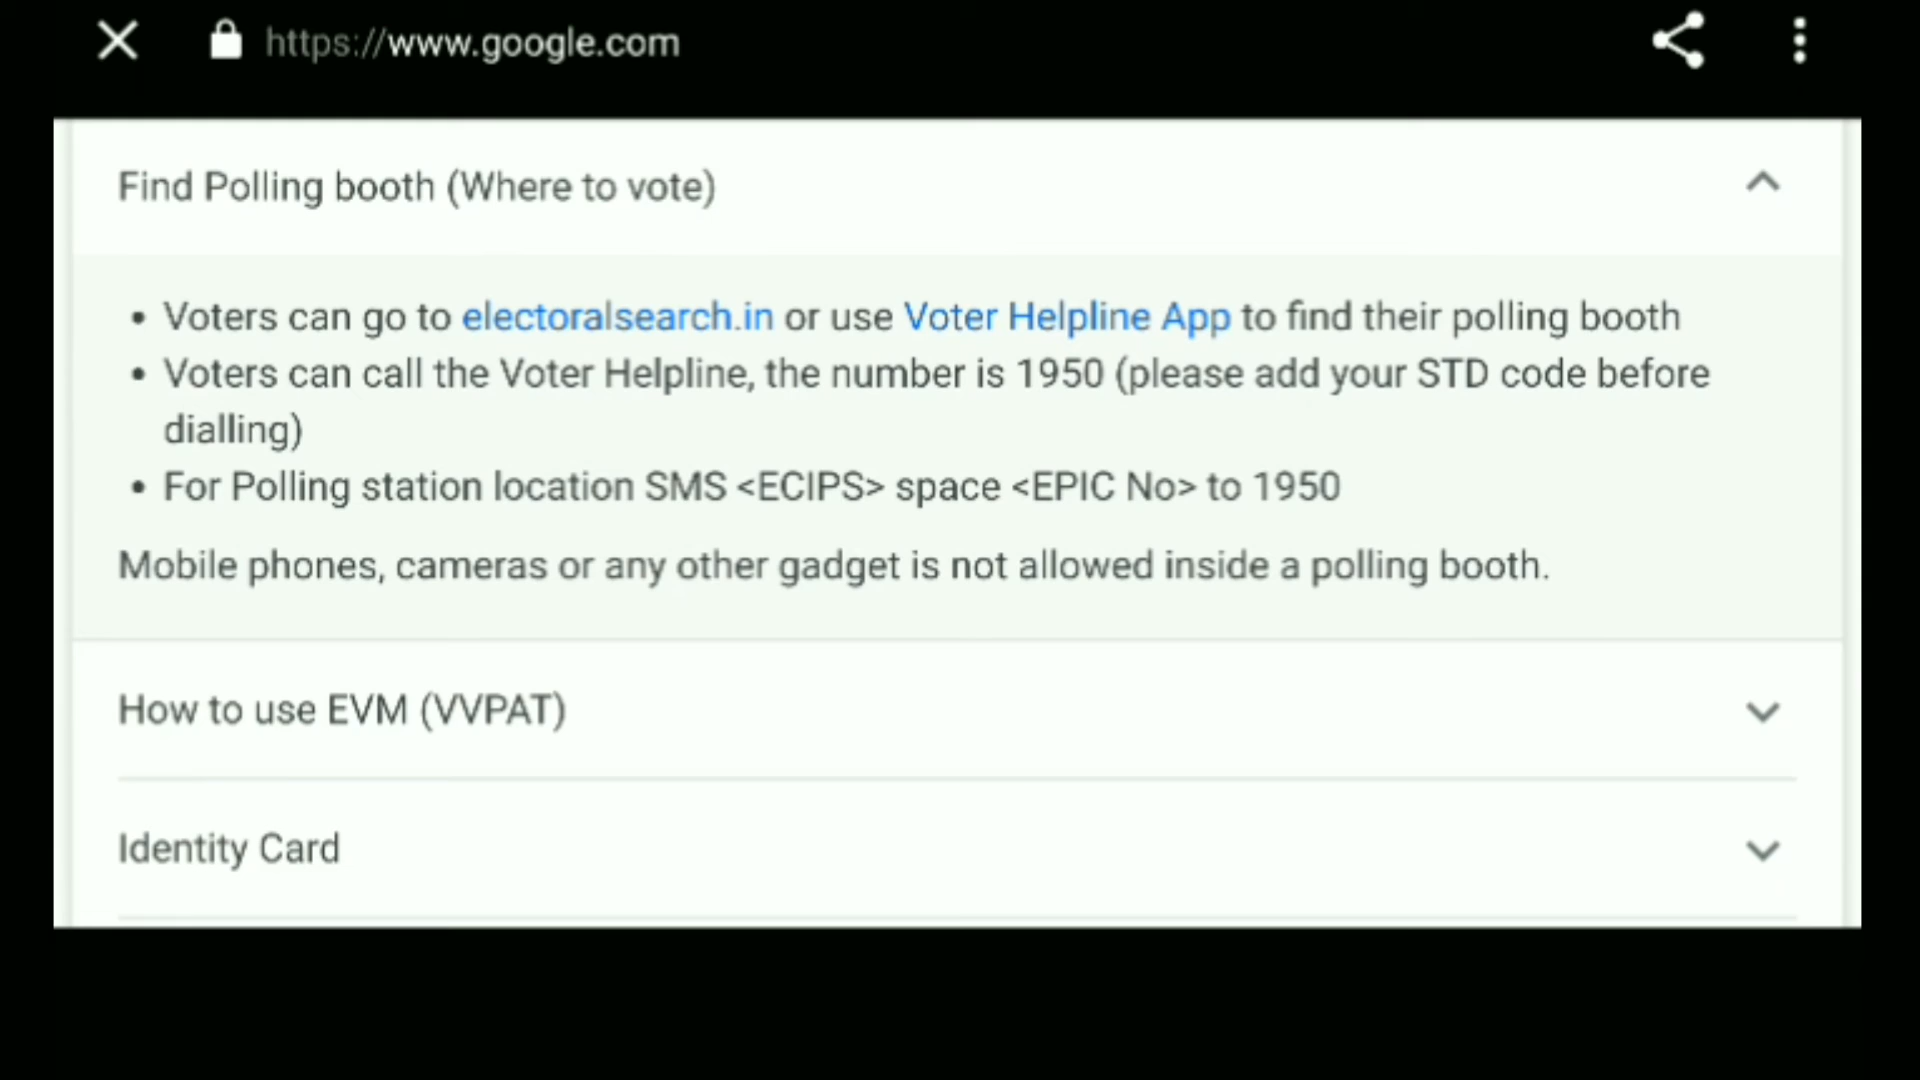 https://www.google.com
Find Polling booth (Where to vote)
• Voters can go to electoralsearch.in or use Voter Helpline App to find their polling booth
• Voters can call the Voter Helpline, the number is 1950 (please add your STD code before
dialling)
• For Polling station location SMS <ECIPS> space <EPIC No> to 1950
Mobile phones, cameras or any other gadget is not allowed inside a polling booth.
How to use EVM (VVPAT)
Identity Card